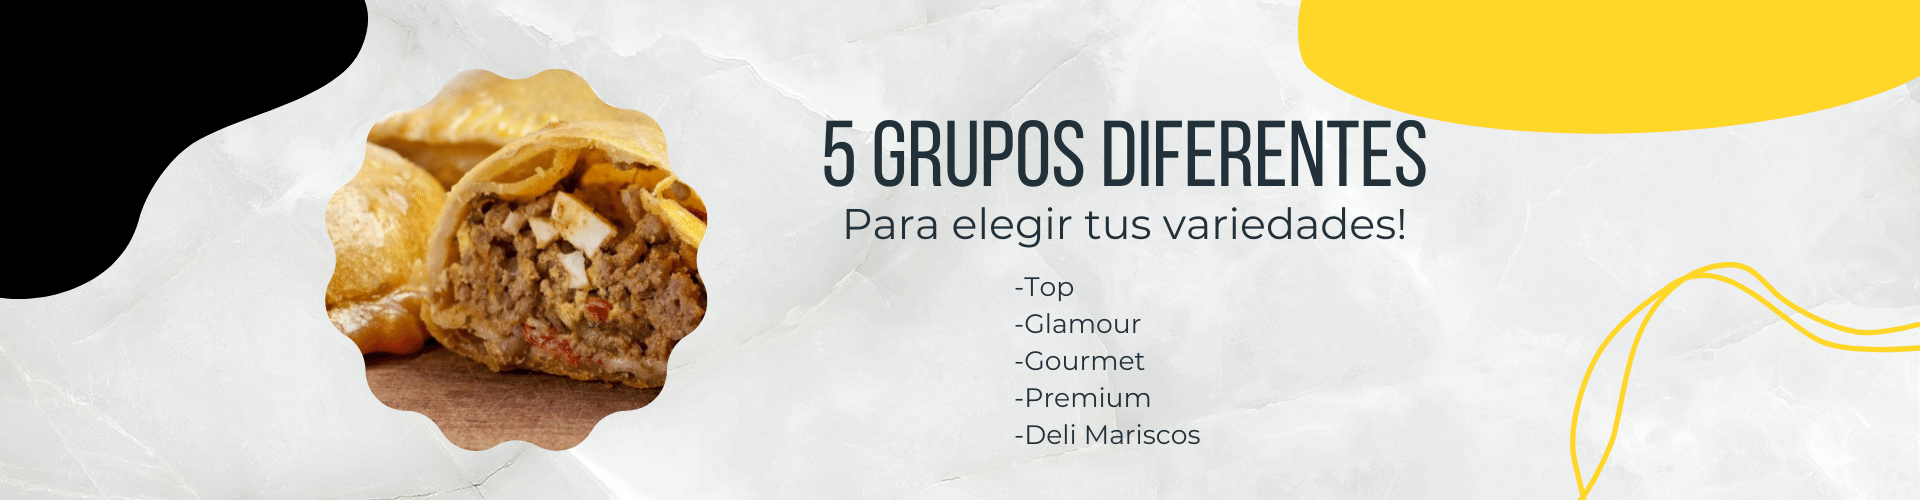 5 GRUPOS DIFERENTES
Para elegir tus variedades!
-Top
-Glamour
-Gourmet
-Premium
-Deli Mariscos